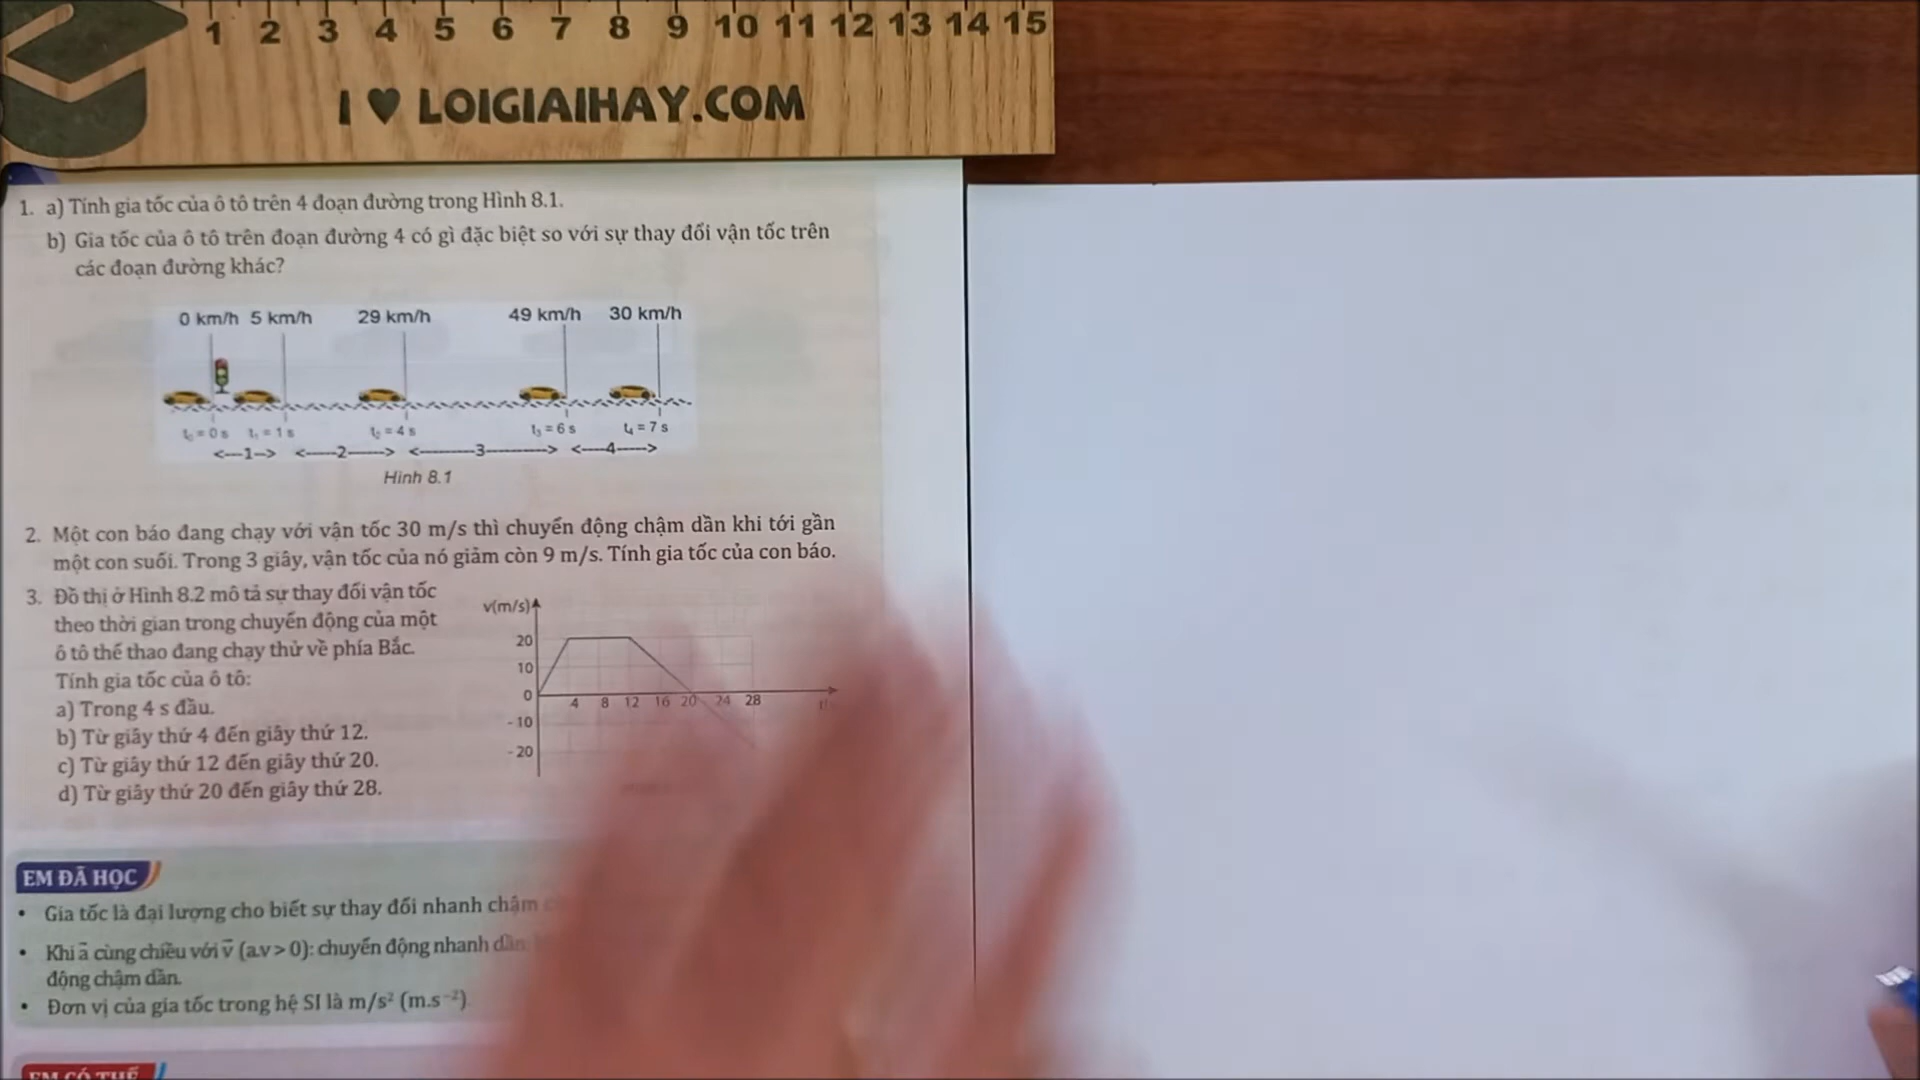 1 2 3 4 5 6 7 8 9 10 11 12 13 14 15
I ♥ LOIGIAIHAY.COM
1. a) Tính gia tốc của ô tô trên 4 đoạn đường trong Hình 8.1.
b) Gia tốc của ô tô trên đoạn đường 4 có gì đặc biệt so với sự thay đổi vận tốc trên
các đoạn đường khác?
0 km/h 5 km/h 29 km/h 49 km/h 30 km/h
t₀ = 0 s t₁ = 1 s t₂ = 4 s t₃ = 6 s t₄ = 7 s
<---1--> <-----2-----> <---------3---------> <----4---->
Hình 8.1
2. Một con báo đang chạy với vận tốc 30 m/s thì chuyển động chậm dần khi tới gần
một con suối. Trong 3 giây, vận tốc của nó giảm còn 9 m/s. Tính gia tốc của con báo.
3. Đồ thị ở Hình 8.2 mô tả sự thay đổi vận tốc
theo thời gian trong chuyển động của một
ô tô thể thao đang chạy thử về phía Bắc.
Tính gia tốc của ô tô:
a) Trong 4 s đầu.
b) Từ giây thứ 4 đến giây thứ 12.
c) Từ giây thứ 12 đến giây thứ 20.
d) Từ giây thứ 20 đến giây thứ 28.
v(m/s)
20
10
0
4 8 12 16 20 24 28
-10
-20
EM ĐÃ HỌC
• Gia tốc là đại lượng cho biết sự thay đổi nhanh chậm
• Khi a⃗ cùng chiều với v⃗ (a.v > 0): chuyển động nhanh dần
động chậm dần.
• Đơn vị của gia tốc trong hệ SI là m/s² (m.s⁻²)
EM CÓ THỂ